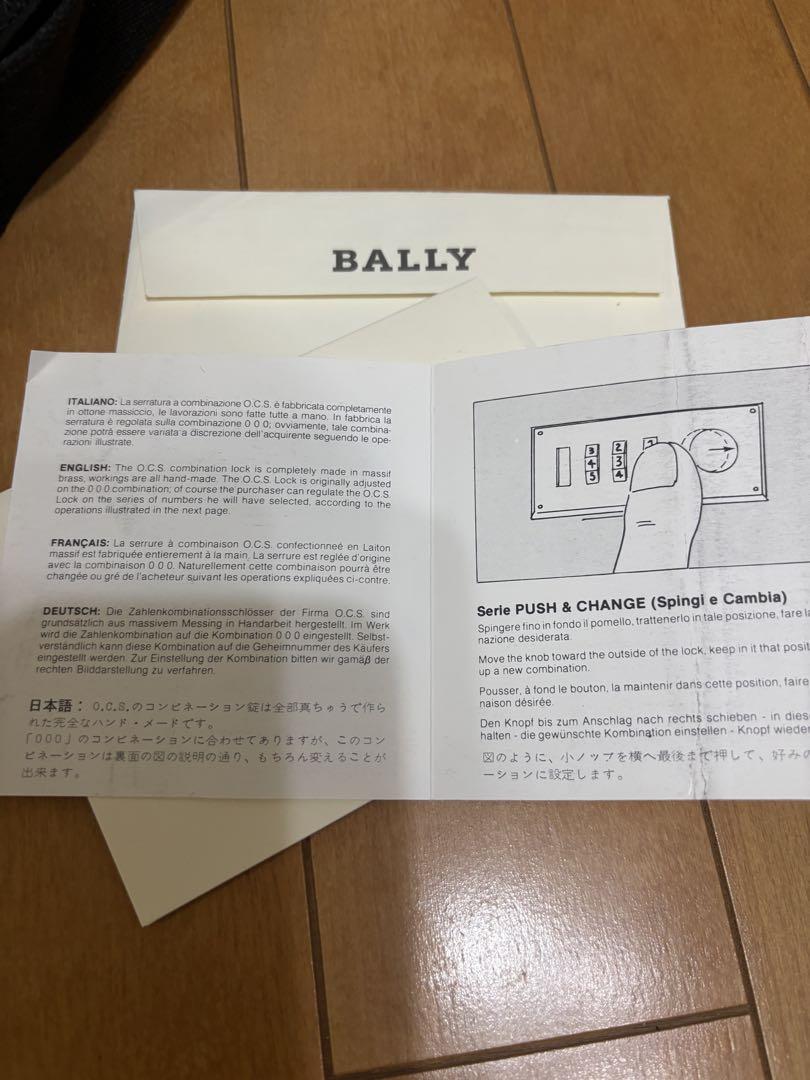 BALLY
ITALIANO: La serratura a combinazione O.C.S. è fabbricata completamente
in ottone massiccio, le lavorazioni sono fatte tutte a mano. In fabbrica la
serratura è regolata sulla combinazione 0 0 0; ovviamente, tale combina-
zione potrà essere variata a discrezione dell'acquirente seguendo le ope-
razioni illustrate.
ENGLISH: The O.C.S. combination lock is completely made in massif
brass, workings are all hand-made. The O.C.S. Lock is originally adjusted
on the 0 0 0 combination; of course the purchaser can regulate the O.C.S.
Lock on the series of numbers he will have selected, according to the
operations illustrated in the next page.
FRANÇAIS: La serrure à combinaison O.C.S. confectionneé en Laiton
massif est fabriquée entierement à la main. La serrure est reglée d'origine
avec la combinaison 0 0 0. Naturellement cette combinaison pourrà être
changée ou gré de l'acheteur suivant les operations expliquées ci-contre.
DEUTSCH: Die Zahlenkombinationsschlösser der Firma O.C.S. sind
grundsätzlich aus massivem Messing in Handarbeit hergestellt. Im Werk
wird die Zahlenkombination auf die Kombination 0 0 0 eingestellt. Selbst-
verständlich kann diese Kombination auf die Geheimnummer des Käufers
eingestellt werden. Zur Einstellung der Kombination bitten wir gamäβ der
rechten Bilddarstellung zu verfahren.
日本語： O.C.S.のコンビネーション錠は全部真ちゅうで作ら
れた完全なハンド・メードです。
「000」のコンビネーションに合わせてありますが、このコン
ビネーションは裏面の図の説明の通り、もちろん変えることが
出来ます。
3 2
4 3
5 4
Serie PUSH & CHANGE (Spingi e Cambia)
Spingere fino in fondo il pomello, trattenerlo in tale posizione, fare la
nazione desiderata.
Move the knob toward the outside of the lock, keep in it that posit
up a new combination.
Pousser, à fond le bouton, la maintenir dans cette position, faire
naison désirée.
Den Knopf bis zum Anschlag nach rechts schieben - in dies
halten - die gewünschte Kombination einstellen - Knopf wieder
図のように、小ノップを横へ最後まで押して、好みの
ーションに設定します。